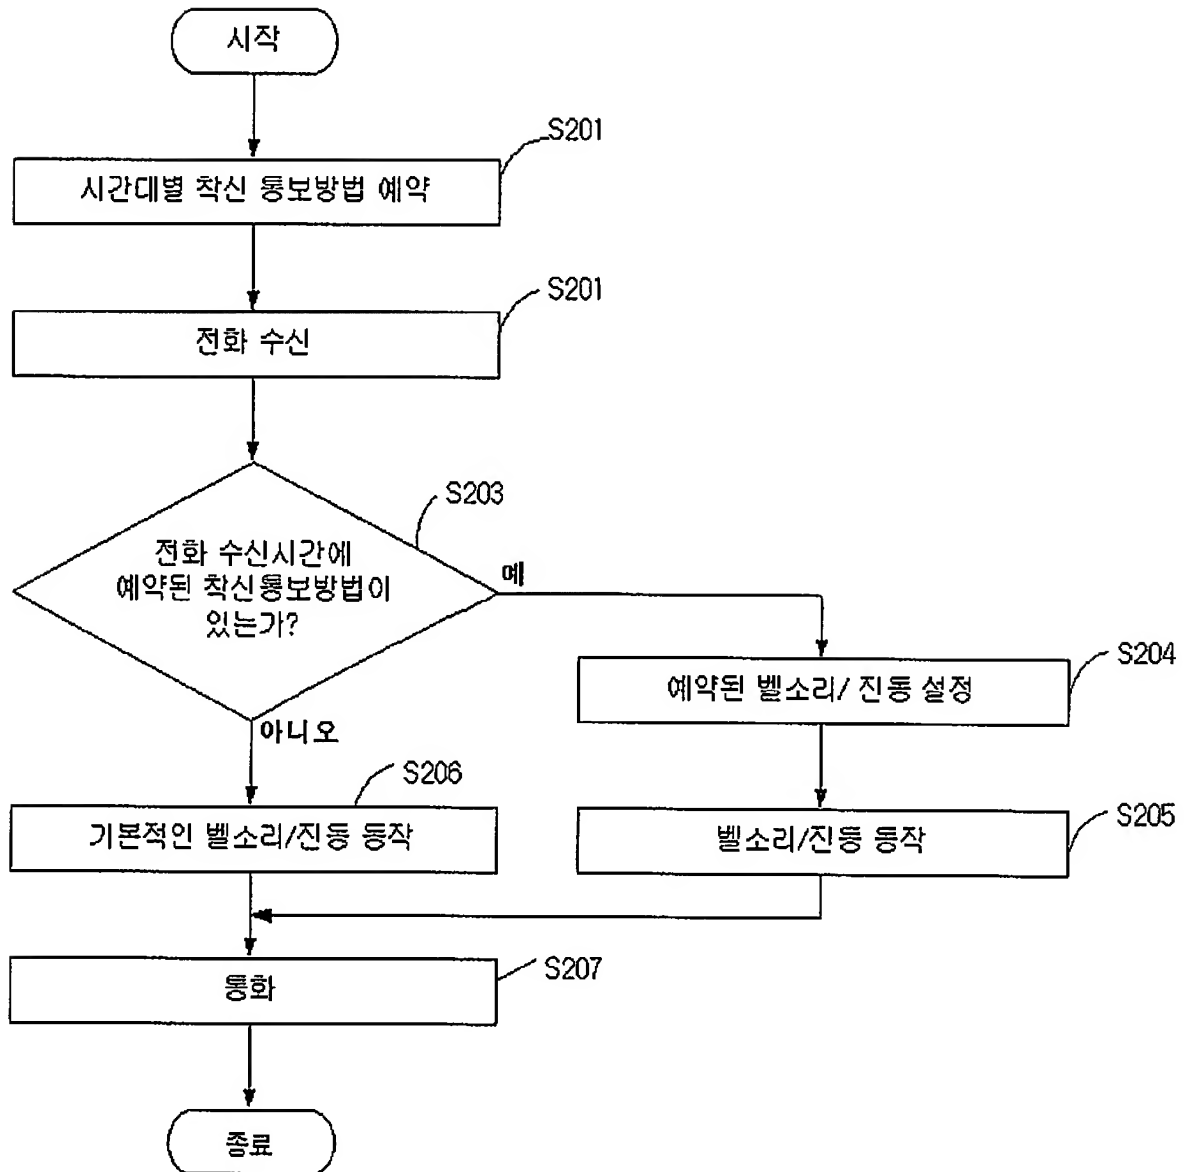 시작
S201
시간대별 착신 통보방법 예약
S201
전화 수신
S203
전화 수신시간에
예약된 착신통보방법이
있는가?
예
아니오
S204
예약된 벨소리/ 진동 설정
S206
기본적인 벨소리/진동 동작
S205
벨소리/진동 동작
S207
통화
종료